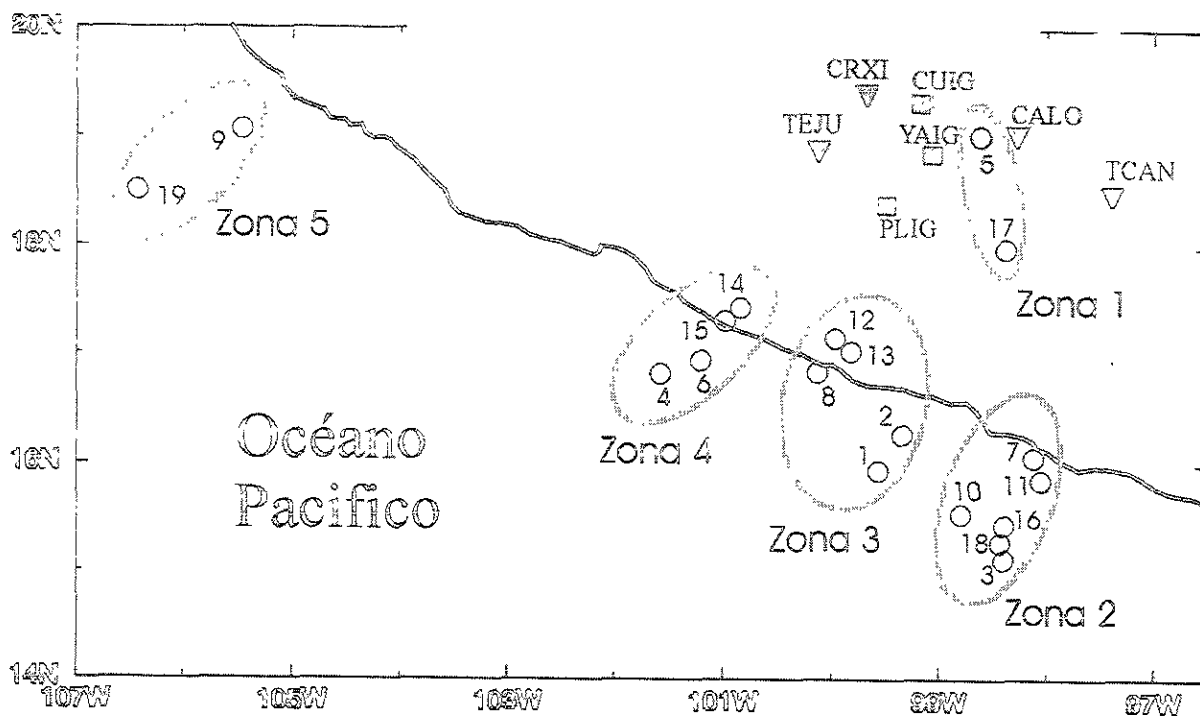 20N
CRXI
CUIG
TEJU
YAIG
CALO
9
5
TCAN
19
Zona 5
PLIG
17
18N
14
Zona 1
15
12
13
4
6
8
Océano
Pacifico
Zona 4
2
1
7
16N
10
11
16
Zona 3
18
3
Zona 2
14N
107W
105W
103W
101W
99W
97W